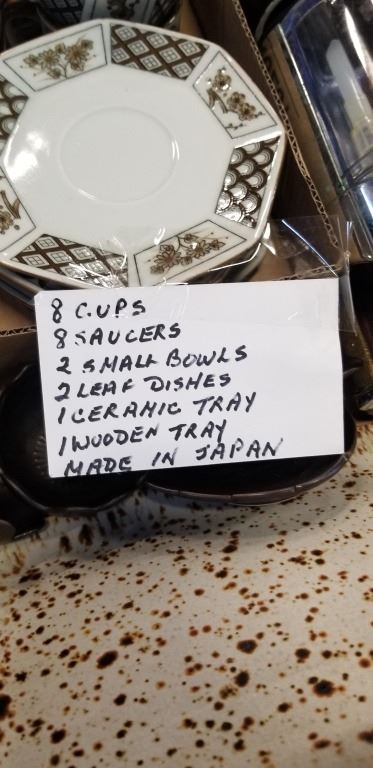 8 CUPS
8 SAUCERS
2 SMALL BOWLS
2 LEAF DISHES
1 CERAMIC TRAY
1 WOODEN TRAY
MADE IN JAPAN